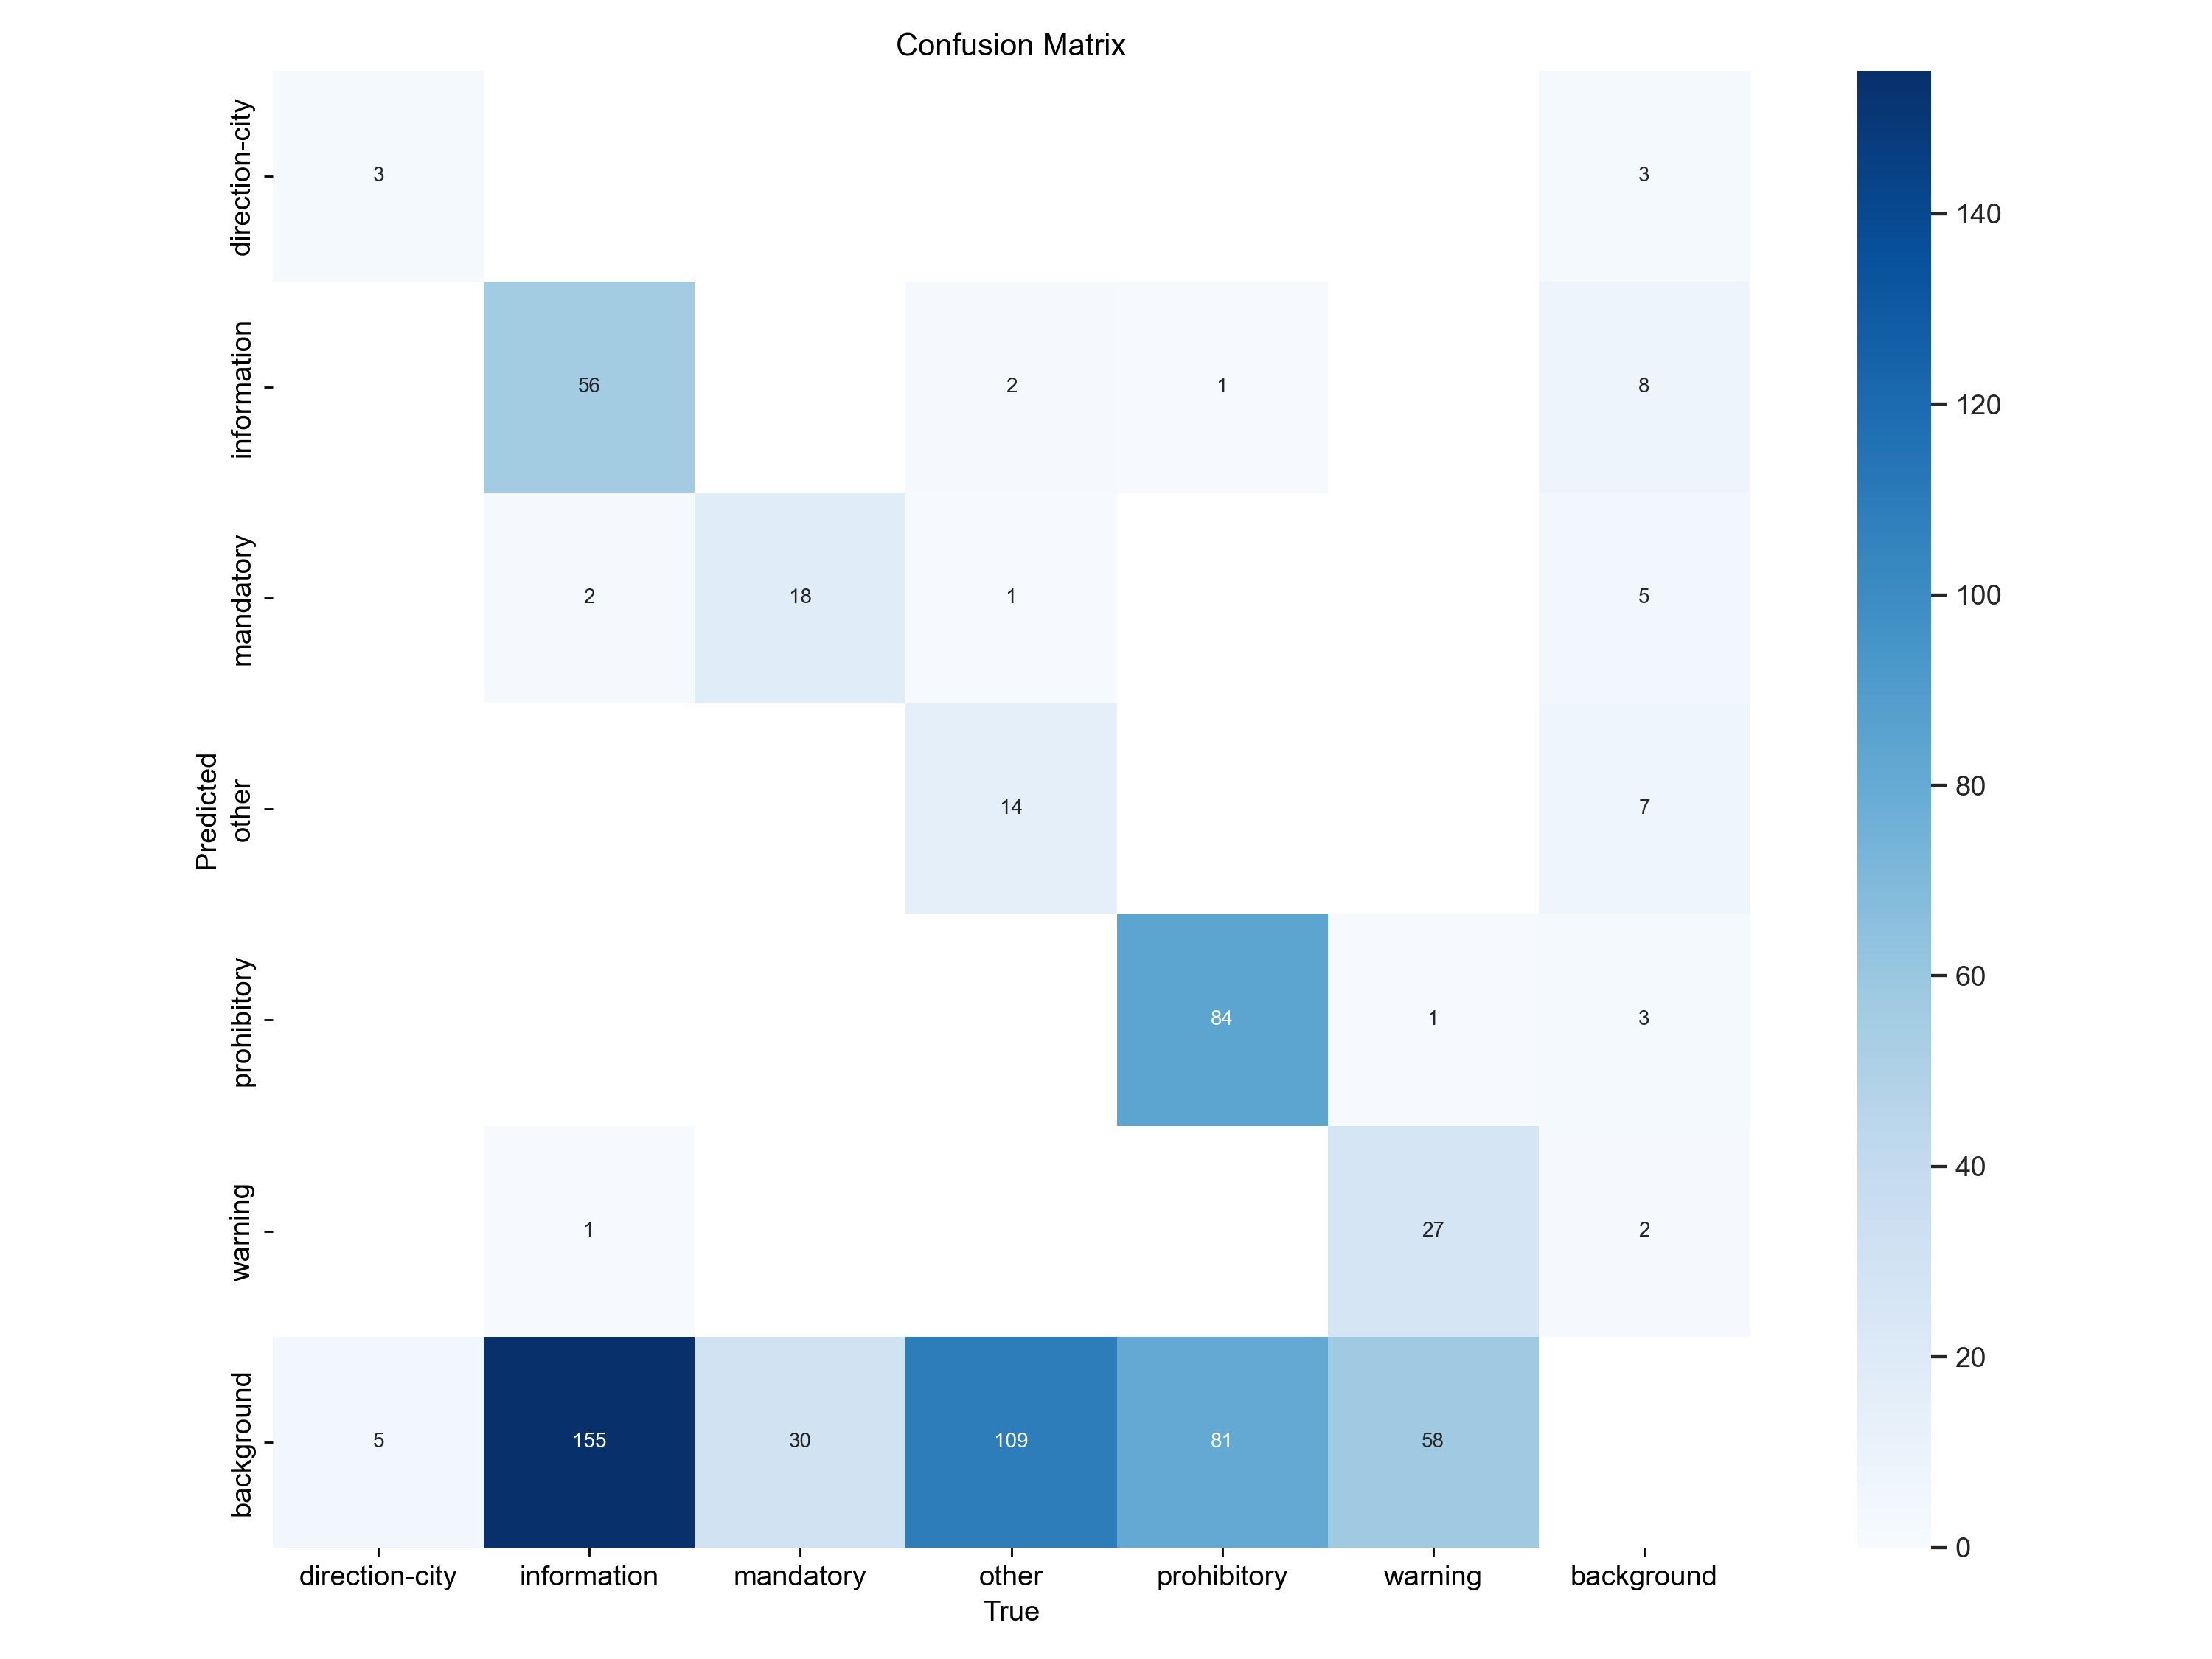 Confusion Matrix
direction-city
3
3
140
information
56
2
1
8
120
mandatory
2
18
1
5
100
Predicted
other
14
7
80
prohibitory
84
1
3
60
warning
1
27
2
40
background
5
155
30
109
81
58
20
0
direction-city
information
mandatory
other
prohibitory
warning
background
True